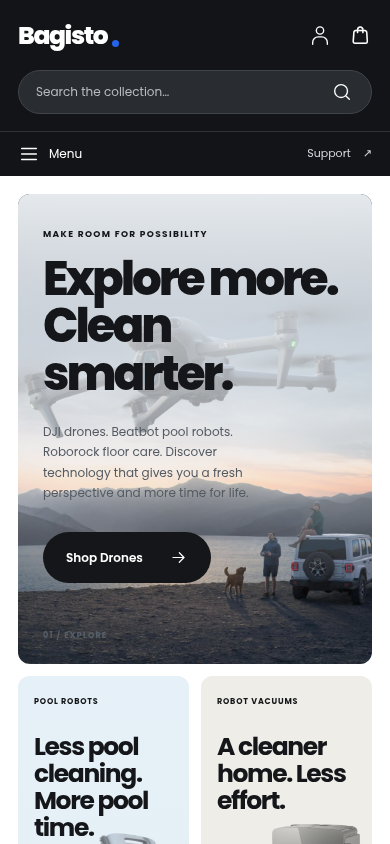 Bagisto.
Search the collection...
Menu
Support ↗
MAKE ROOM FOR POSSIBILITY
Explore more.
Clean
smarter.
DJI drones. Beatbot pool robots.
Roborock floor care. Discover
technology that gives you a fresh
perspective and more time for life.
Shop Drones →
01 / EXPLORE
POOL ROBOTS
Less pool
cleaning.
More pool
time.
ROBOT VACUUMS
A cleaner
home. Less
effort.